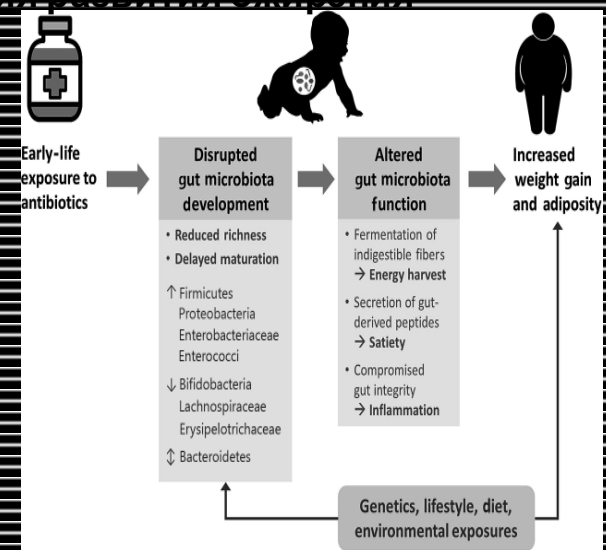 Early-life
exposure to
antibiotics
Disrupted
gut microbiota
development
• Reduced richness
• Delayed maturation
↑ Firmicutes
Proteobacteria
Enterobacteriaceae
Enterococci
↓ Bifidobacteria
Lachnospiraceae
Erysipelotrichaceae
↕ Bacteroidetes
Altered
gut microbiota
function
• Fermentation of
indigestible fibers
→ Energy harvest
• Secretion of gut-
derived peptides
→ Satiety
• Compromised
gut integrity
→ Inflammation
Increased
weight gain
and adiposity
Genetics, lifestyle, diet,
environmental exposures